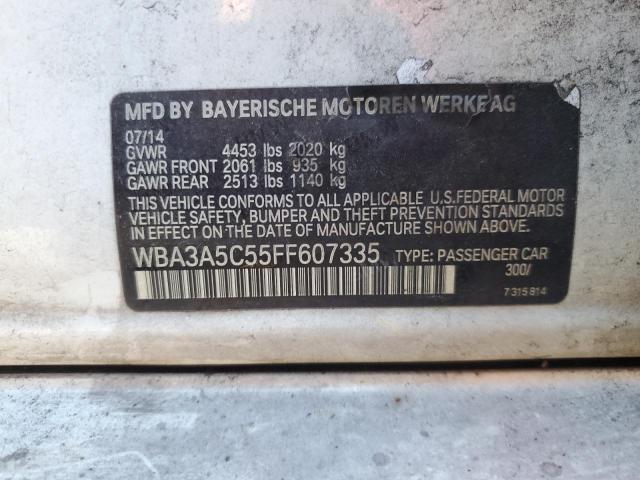 MFD BY BAYERISCHE MOTOREN WERKE AG
07/14
GVWR 4453 lbs 2020 kg
GAWR FRONT 2061 lbs 935 kg
GAWR REAR 2513 lbs 1140 kg
THIS VEHICLE CONFORMS TO ALL APPLICABLE U.S.FEDERAL MOTOR
VEHICLE SAFETY, BUMPER AND THEFT PREVENTION STANDARDS
IN EFFECT ON THE DATE OF MANUFACTURE SHOWN ABOVE.
WBA3A5C55FF607335 TYPE: PASSENGER CAR
300/
7315814